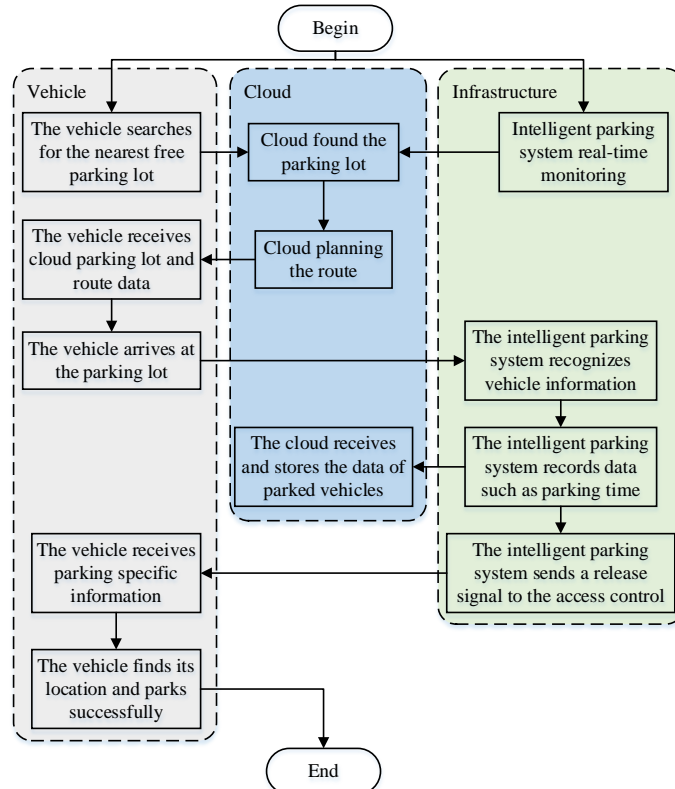 Begin
Vehicle
Cloud
Infrastructure
The vehicle searches
for the nearest free
parking lot
Cloud found the
parking lot
Intelligent parking
system real-time
monitoring
The vehicle receives
cloud parking lot and
route data
Cloud planning
the route
The vehicle arrives at
the parking lot
The intelligent parking
system recognizes
vehicle information
The cloud receives
and stores the data of
parked vehicles
The intelligent parking
system records data
such as parking time
The vehicle receives
parking specific
information
The intelligent parking
system sends a release
signal to the access control
The vehicle finds its
location and parks
successfully
End